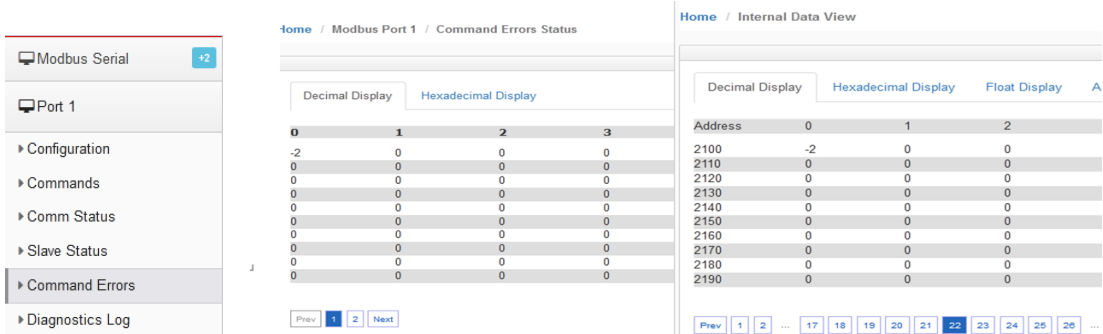 Modbus Serial +2
Port 1
Configuration
Commands
Comm Status
Slave Status
Command Errors
Diagnostics Log
Home / Modbus Port 1 / Command Errors Status
Decimal Display Hexadecimal Display
0 1 2 3
-2 0 0 0
0 0 0 0
0 0 0 0
0 0 0 0
0 0 0 0
0 0 0 0
0 0 0 0
0 0 0 0
0 0 0 0
0 0 0 0
Prev 1 2 Next
Home / Internal Data View
Decimal Display Hexadecimal Display Float Display A
Address 0 1 2
2100 -2 0 0
2110 0 0 0
2120 0 0 0
2130 0 0 0
2140 0 0 0
2150 0 0 0
2160 0 0 0
2170 0 0 0
2180 0 0 0
2190 0 0 0
Prev 1 2 ... 17 18 19 20 21 22 23 24 25 26 ...